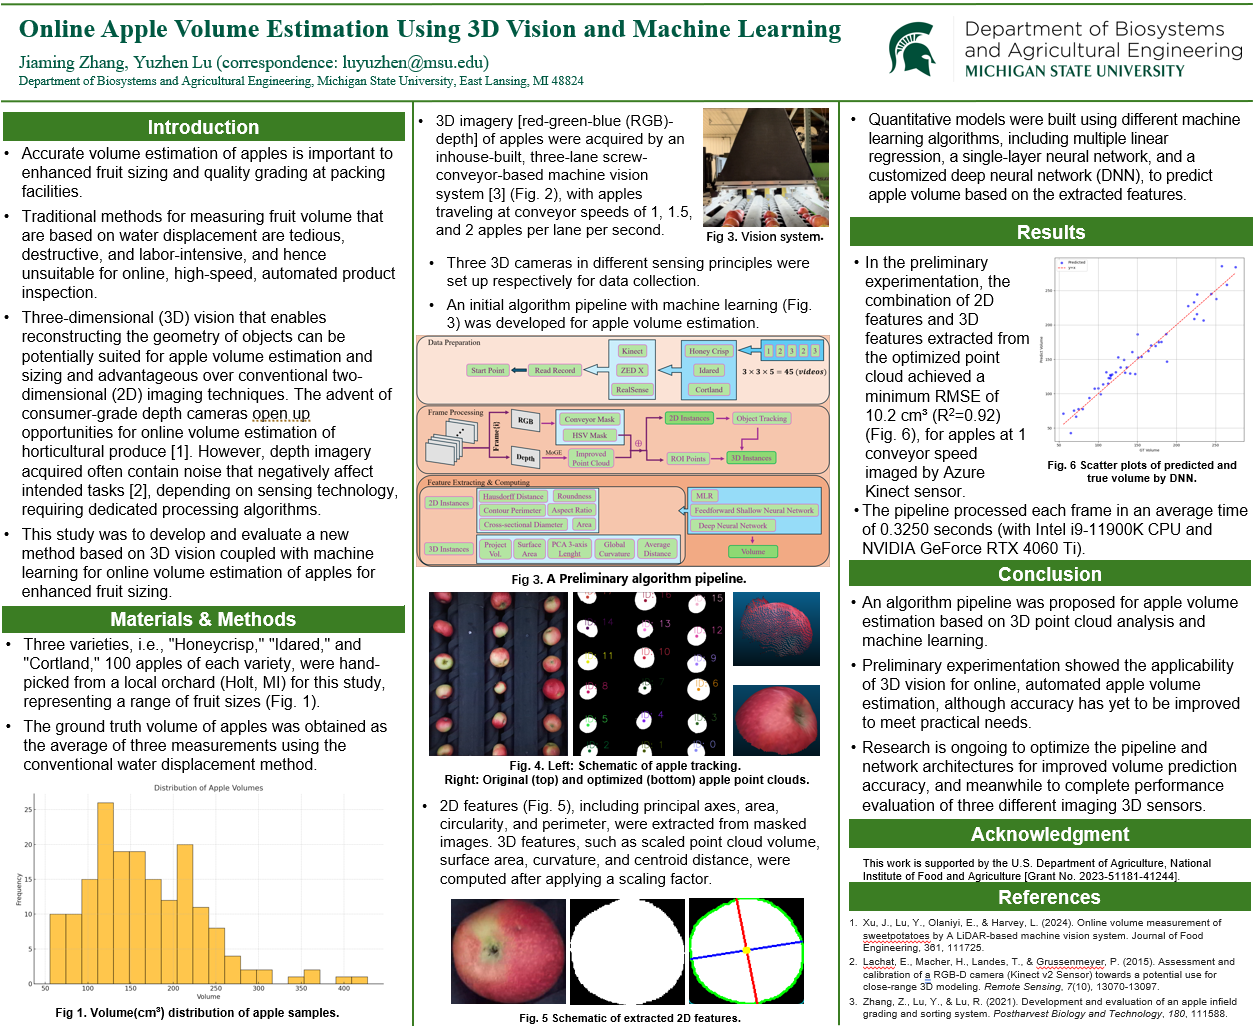 Online Apple Volume Estimation Using 3D Vision and Machine Learning
Jiaming Zhang, Yuzhen Lu (correspondence: luyuzhen@msu.edu)
Department of Biosystems and Agricultural Engineering, Michigan State University, East Lansing, MI 48824
Department of Biosystems
and Agricultural Engineering
MICHIGAN STATE UNIVERSITY
Introduction
• Accurate volume estimation of apples is important to
enhanced fruit sizing and quality grading at packing
facilities.
• Traditional methods for measuring fruit volume that
are based on water displacement are tedious,
destructive, and labor-intensive, and hence
unsuitable for online, high-speed, automated product
inspection.
• Three-dimensional (3D) vision that enables
reconstructing the geometry of objects can be
potentially suited for apple volume estimation and
sizing and advantageous over conventional two-
dimensional (2D) imaging techniques. The advent of
consumer-grade depth cameras open up
opportunities for online volume estimation of
horticultural produce [1]. However, depth imagery
acquired often contain noise that negatively affect
intended tasks [2], depending on sensing technology,
requiring dedicated processing algorithms.
• This study was to develop and evaluate a new
method based on 3D vision coupled with machine
learning for online volume estimation of apples for
enhanced fruit sizing.
Materials & Methods
• Three varieties, i.e., "Honeycrisp," "Idared," and
"Cortland," 100 apples of each variety, were hand-
picked from a local orchard (Holt, MI) for this study,
representing a range of fruit sizes (Fig. 1).
• The ground truth volume of apples was obtained as
the average of three measurements using the
conventional water displacement method.
Distribution of Apple Volumes
Frequency
25
20
15
10
5
0
50 100 150 200 250 300 350 400
Volume
Fig 1. Volume(cm³) distribution of apple samples.
• 3D imagery [red-green-blue (RGB)-
depth] of apples were acquired by an
inhouse-built, three-lane screw-
conveyor-based machine vision
system [3] (Fig. 2), with apples
traveling at conveyor speeds of 1, 1.5,
and 2 apples per lane per second.
Fig 3. Vision system.
• Three 3D cameras in different sensing principles were
set up respectively for data collection.
• An initial algorithm pipeline with machine learning (Fig.
3) was developed for apple volume estimation.
Data Preparation
Start Point
Read Record
Kinect
ZED X
RealSense
Honey Crisp
Idared
Cortland
1 2 3 2 3
3 × 3 × 5 = 45 (videos)
Frame Processing
Frame[i]
RGB
Depth
MoGE
Conveyor Mask
HSV Mask
Improved
Point Cloud
2D Instances
Object Tracking
ROI Points
3D Instances
Feature Extracting & Computing
2D Instances
Hausdorff Distance
Roundness
Contour Perimeter
Aspect Ratio
Cross-sectional Diameter
Area
3D Instances
Project
Vol.
Surface
Area
PCA 3-axis
Lenght
Global
Curvature
Average
Distance
MLR
Feedforward Shallow Neural Network
Deep Neural Network
Volume
Fig 3. A Preliminary algorithm pipeline.
Fig. 4. Left: Schematic of apple tracking.
Right: Original (top) and optimized (bottom) apple point clouds.
• 2D features (Fig. 5), including principal axes, area,
circularity, and perimeter, were extracted from masked
images. 3D features, such as scaled point cloud volume,
surface area, curvature, and centroid distance, were
computed after applying a scaling factor.
Fig. 5 Schematic of extracted 2D features.
• Quantitative models were built using different machine
learning algorithms, including multiple linear
regression, a single-layer neural network, and a
customized deep neural network (DNN), to predict
apple volume based on the extracted features.
Results
• In the preliminary
experimentation, the
combination of 2D
features and 3D
features extracted from
the optimized point
cloud achieved a
minimum RMSE of
10.2 cm³ (R²=0.92)
(Fig. 6), for apples at 1
conveyor speed
imaged by Azure
Kinect sensor.
Fig. 6 Scatter plots of predicted and
true volume by DNN.
• The pipeline processed each frame in an average time
of 0.3250 seconds (with Intel i9-11900K CPU and
NVIDIA GeForce RTX 4060 Ti).
Conclusion
• An algorithm pipeline was proposed for apple volume
estimation based on 3D point cloud analysis and
machine learning.
• Preliminary experimentation showed the applicability
of 3D vision for online, automated apple volume
estimation, although accuracy has yet to be improved
to meet practical needs.
• Research is ongoing to optimize the pipeline and
network architectures for improved volume prediction
accuracy, and meanwhile to complete performance
evaluation of three different imaging 3D sensors.
Acknowledgment
This work is supported by the U.S. Department of Agriculture, National
Institute of Food and Agriculture [Grant No. 2023-51181-41244].
References
1. Xu, J., Lu, Y., Olaniyi, E., & Harvey, L. (2024). Online volume measurement of
sweetpotatoes by A LiDAR-based machine vision system. Journal of Food
Engineering, 361, 111725.
2. Lachat, E., Macher, H., Landes, T., & Grussenmeyer, P. (2015). Assessment and
calibration of a RGB-D camera (Kinect v2 Sensor) towards a potential use for
close-range 3D modeling. Remote Sensing, 7(10), 13070-13097.
3. Zhang, Z., Lu, Y., & Lu, R. (2021). Development and evaluation of an apple infield
grading and sorting system. Postharvest Biology and Technology, 180, 111588.